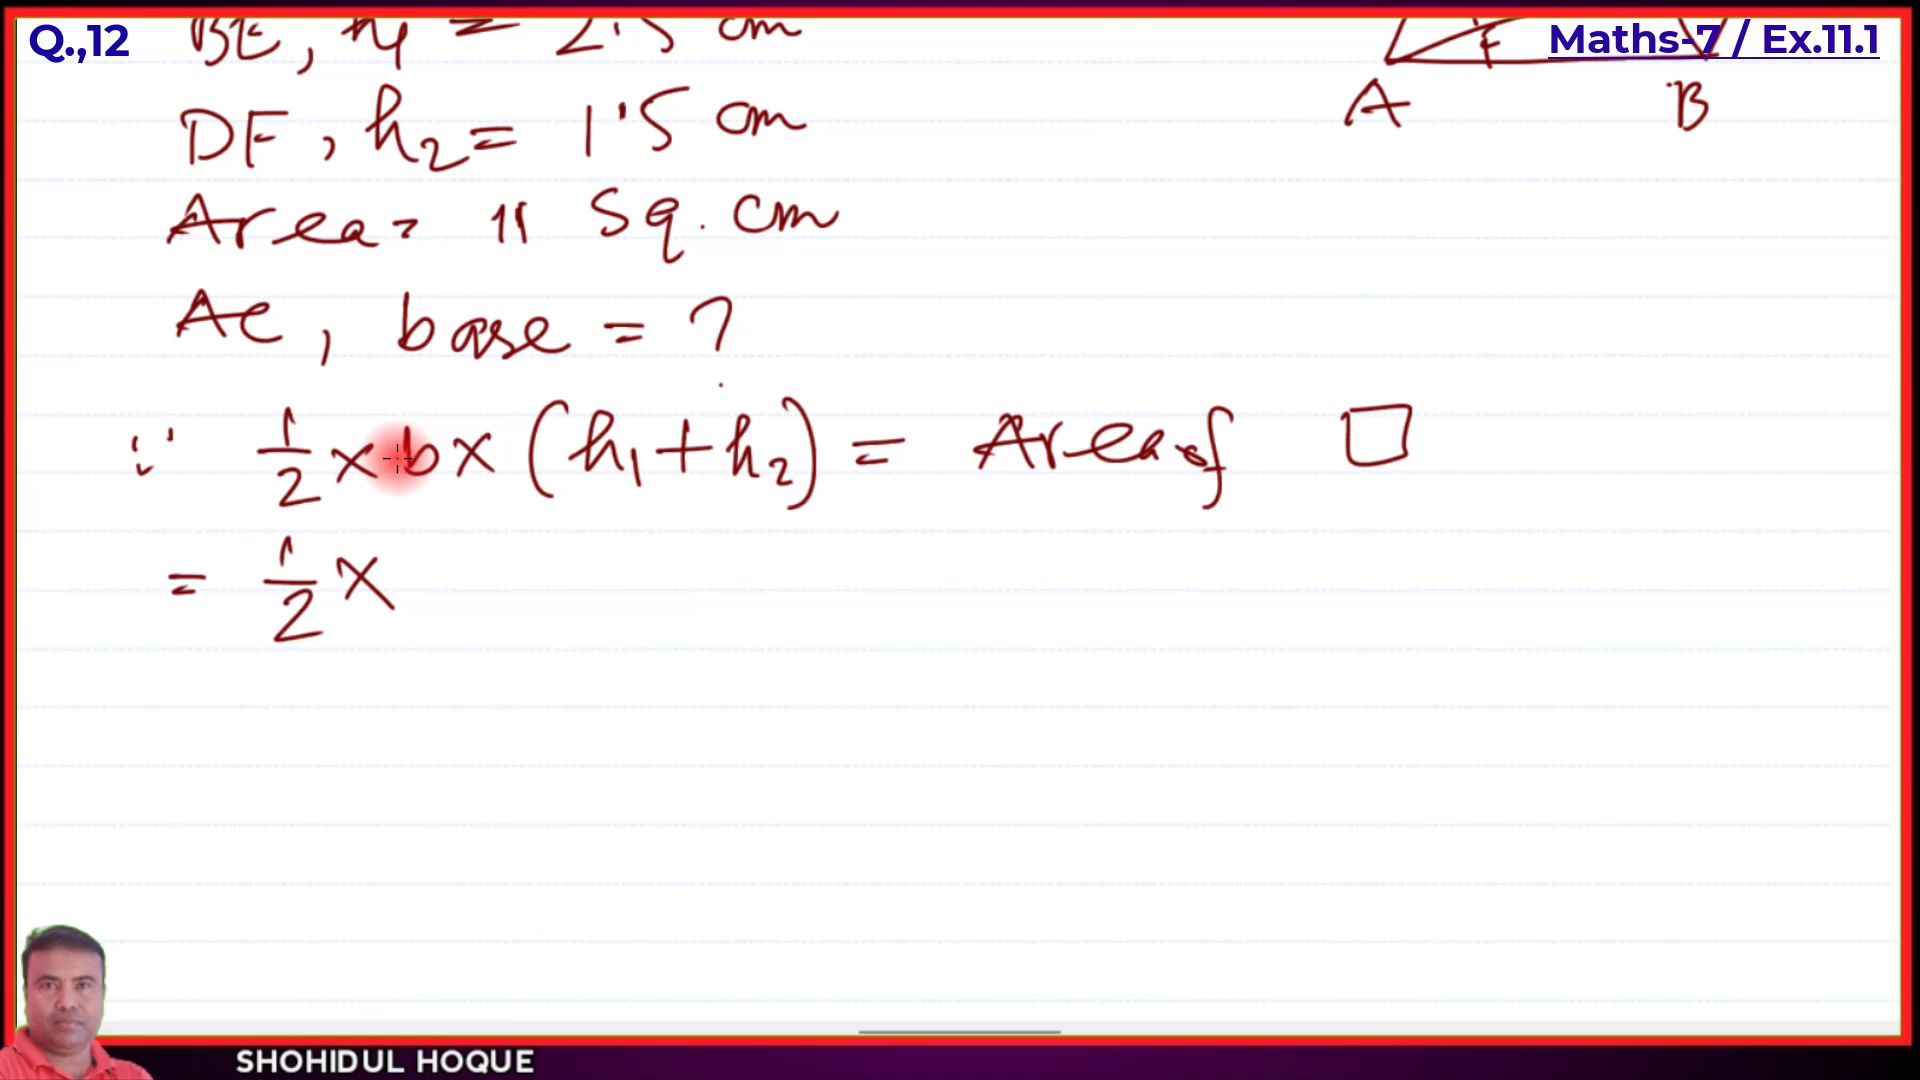 Q.,12
Maths-7 / Ex.11.1
BE, h1 = 2.5 cm
F
A B
DF, h2 = 1.5 cm
Area = 11 Sq. cm
AC, base = ?
∵ 1/2 × b × (h1 + h2) = Area of □
= 1/2 ×
SHOHIDUL HOQUE